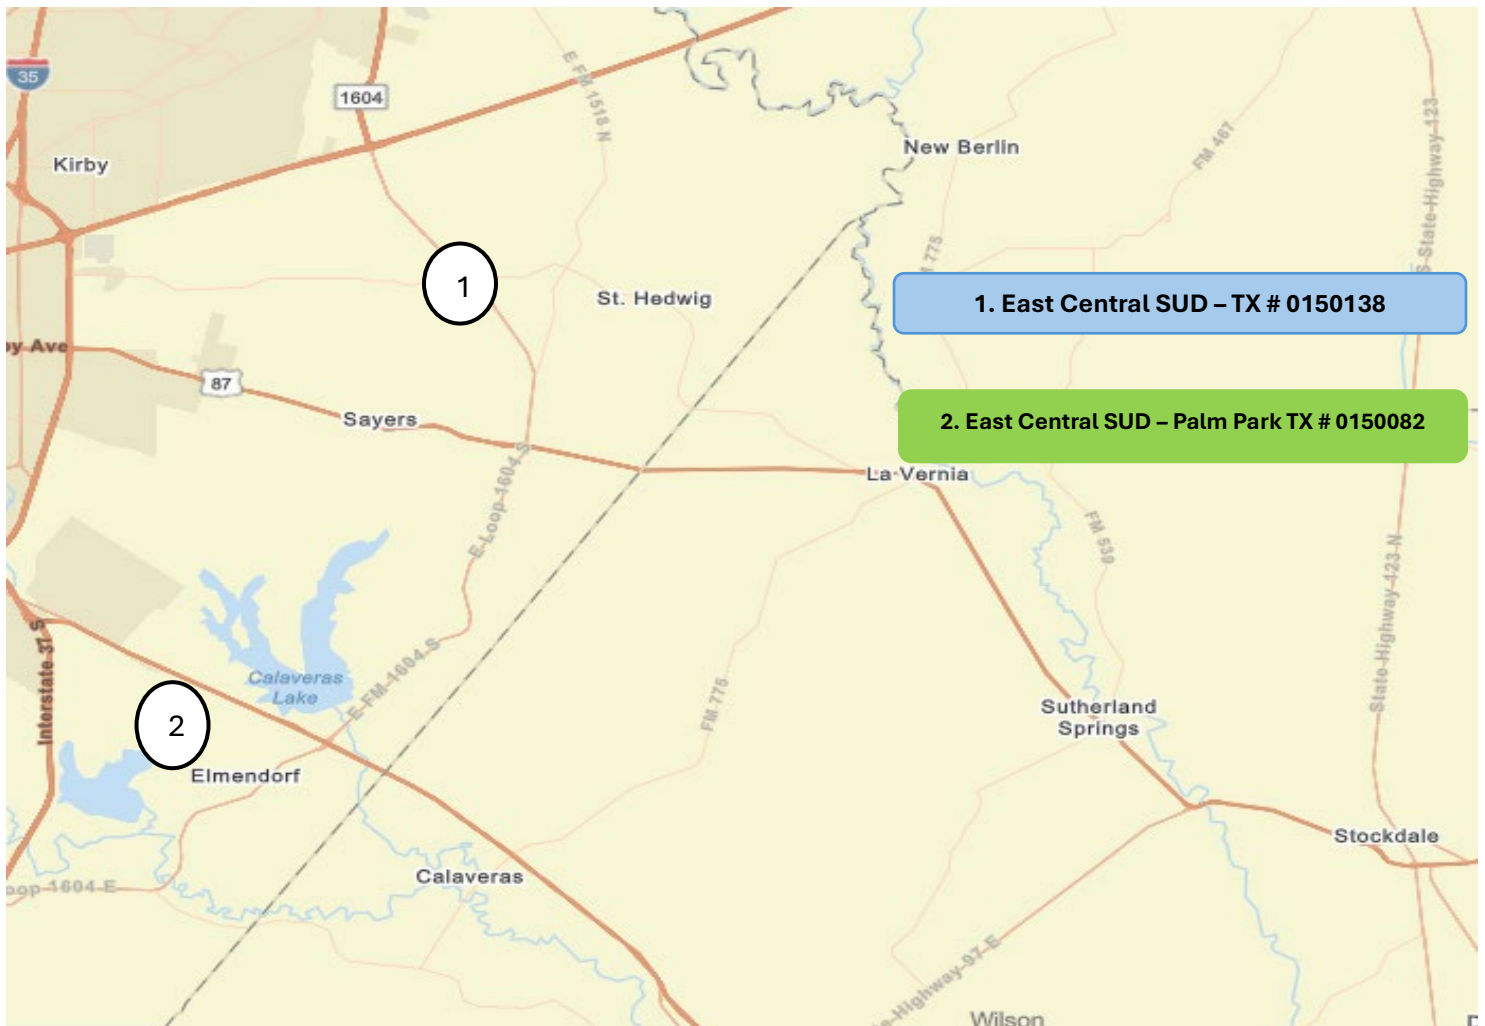 35
1604
E FM 1518 N
Kirby
New Berlin
FM 467
S-State-Highway-123
775
1
St. Hedwig
1. East Central SUD – TX # 0150138
by Ave
87
Sayers
2. East Central SUD – Palm Park TX # 0150082
La Vernia
E-Loop-1604-S
FM 539
State-Highway-123-N
Interstate 37 S
Calaveras
Lake
E-FM-1604-S
FM 775
2
Elmendorf
Sutherland
Springs
Stockdale
Calaveras
oop-1604-E
e-Highway-97-E
Wilson